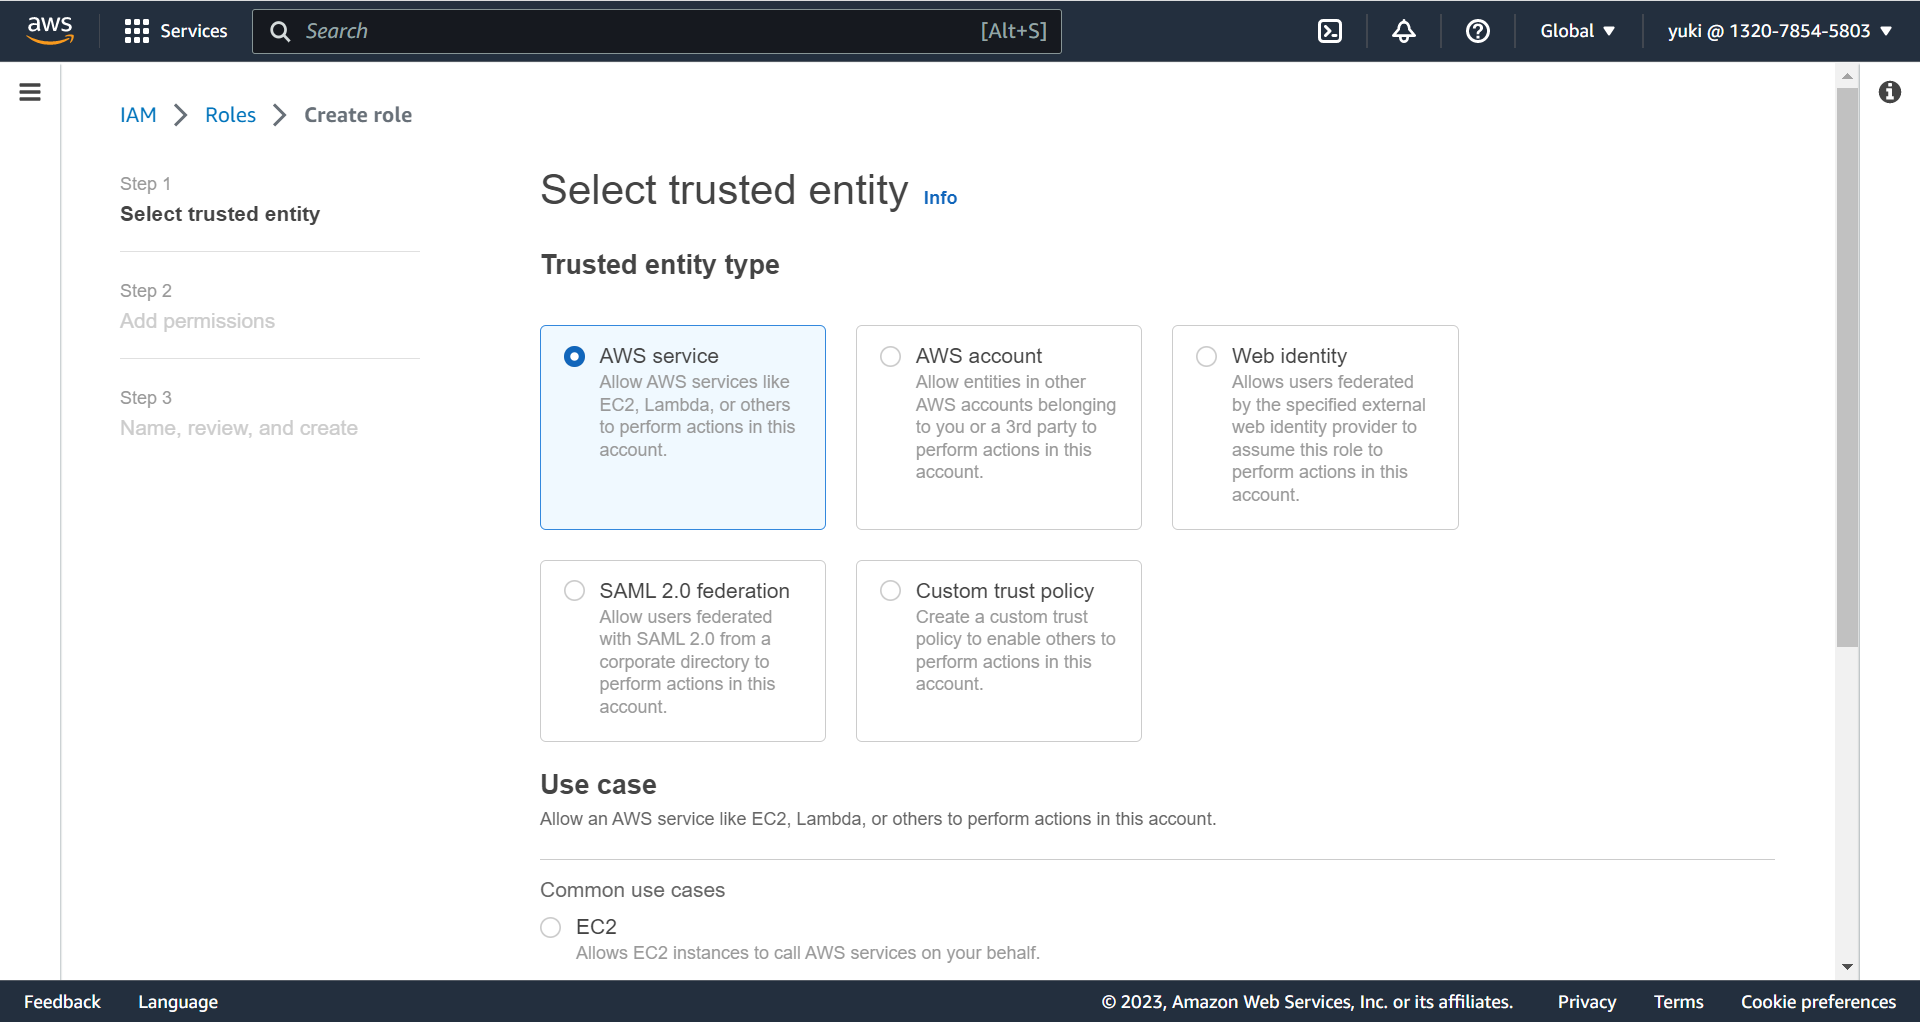 aws
Services
Search
[Alt+S]
Global
yuki @ 1320-7854-5803
IAM
Roles
Create role
Step 1
Select trusted entity
Step 2
Add permissions
Step 3
Name, review, and create
Select trusted entity
Info
Trusted entity type
AWS service
Allow AWS services like
EC2, Lambda, or others
to perform actions in this
account.
AWS account
Allow entities in other
AWS accounts belonging
to you or a 3rd party to
perform actions in this
account.
Web identity
Allows users federated
by the specified external
web identity provider to
assume this role to
perform actions in this
account.
SAML 2.0 federation
Allow users federated
with SAML 2.0 from a
corporate directory to
perform actions in this
account.
Custom trust policy
Create a custom trust
policy to enable others to
perform actions in this
account.
Use case
Allow an AWS service like EC2, Lambda, or others to perform actions in this account.
Common use cases
EC2
Allows EC2 instances to call AWS services on your behalf.
Feedback
Language
© 2023, Amazon Web Services, Inc. or its affiliates.
Privacy
Terms
Cookie preferences